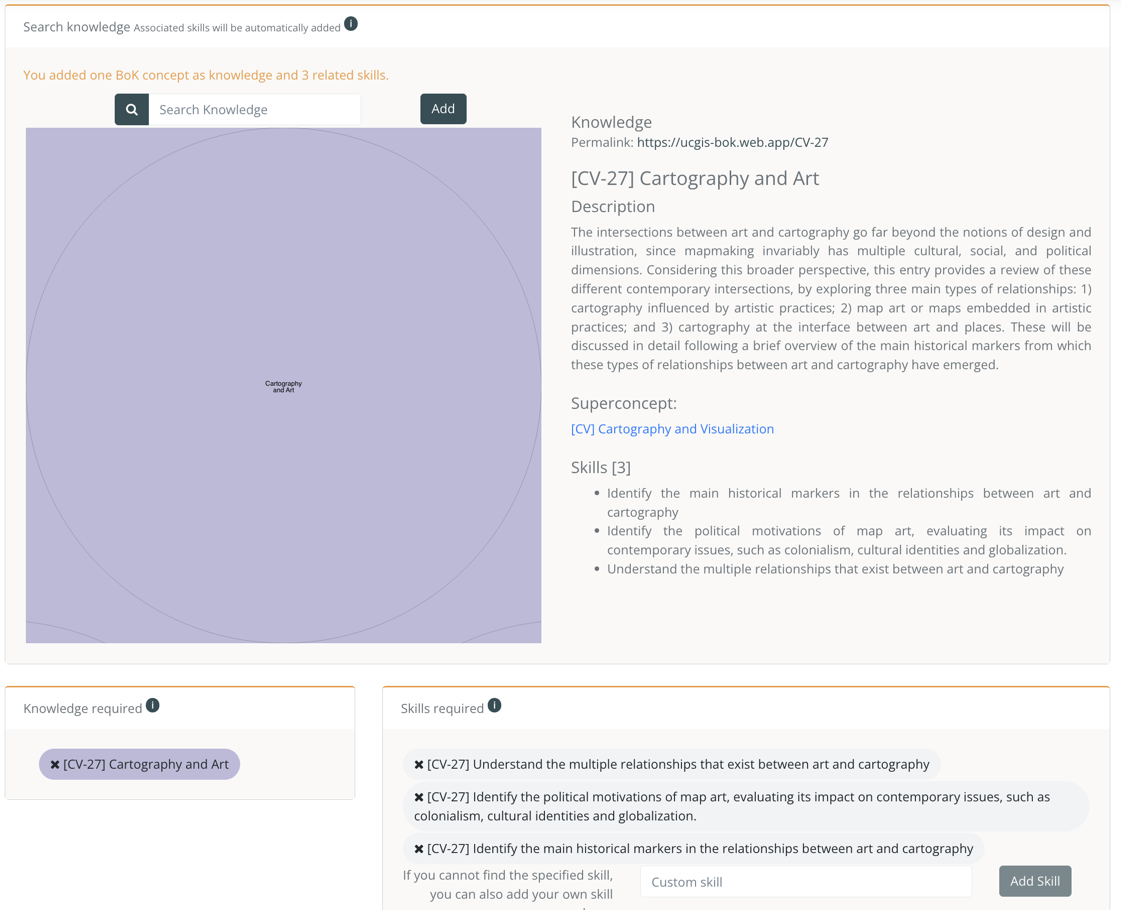 Search knowledge Associated skills will be automatically added i
You added one BoK concept as knowledge and 3 related skills.
Search Knowledge
Add
Cartography
and Art
Knowledge
Permalink: https://ucgis-bok.web.app/CV-27
[CV-27] Cartography and Art
Description
The intersections between art and cartography go far beyond the notions of design and
illustration, since mapmaking invariably has multiple cultural, social, and political
dimensions. Considering this broader perspective, this entry provides a review of these
different contemporary intersections, by exploring three main types of relationships: 1)
cartography influenced by artistic practices; 2) map art or maps embedded in artistic
practices; and 3) cartography at the interface between art and places. These will be
discussed in detail following a brief overview of the main historical markers from which
these types of relationships between art and cartography have emerged.
Superconcept:
[CV] Cartography and Visualization
Skills [3]
• Identify the main historical markers in the relationships between art and
cartography
• Identify the political motivations of map art, evaluating its impact on
contemporary issues, such as colonialism, cultural identities and globalization.
• Understand the multiple relationships that exist between art and cartography
Knowledge required i
✖ [CV-27] Cartography and Art
Skills required i
✖ [CV-27] Understand the multiple relationships that exist between art and cartography
✖ [CV-27] Identify the political motivations of map art, evaluating its impact on contemporary issues, such as
colonialism, cultural identities and globalization.
✖ [CV-27] Identify the main historical markers in the relationships between art and cartography
If you cannot find the specified skill,
you can also add your own skill
Custom skill
Add Skill